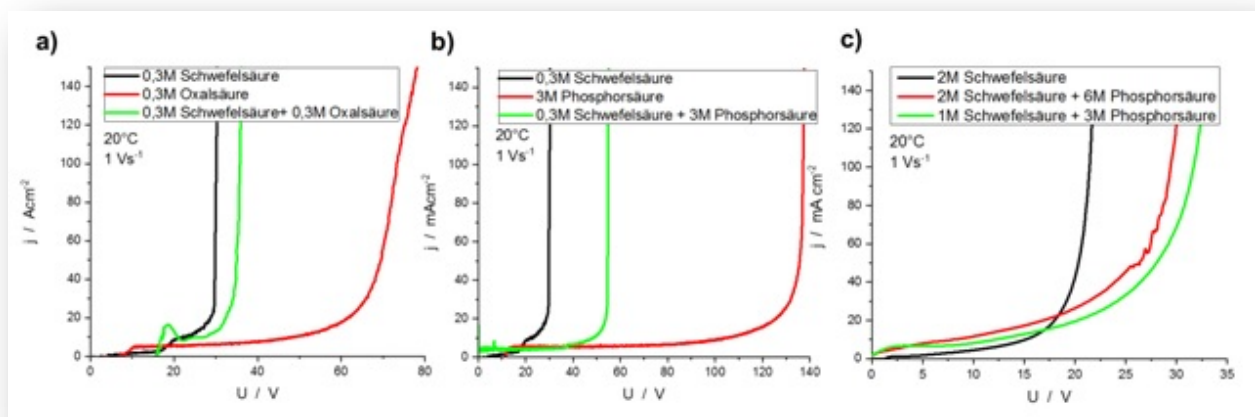 a)
0,3M Schwefelsäure
0,3M Oxalsäure
0,3M Schwefelsäure+ 0,3M Oxalsäure
20°C
1 Vs⁻¹
j / Acm⁻²
140
120
100
80
60
40
20
0
0 20 40 60 80
U / V
b)
0,3M Schwefelsäure
3M Phosphorsäure
0,3M Schwefelsäure + 3M Phosphorsäure
20°C
1 Vs⁻¹
j / mAcm⁻²
140
120
100
80
60
40
20
0
0 20 40 60 80 100 120 140
U / V
c)
2M Schwefelsäure
2M Schwefelsäure + 6M Phosphorsäure
1M Schwefelsäure + 3M Phosphorsäure
20°C
1 Vs⁻¹
j / mA cm⁻²
140
120
100
80
60
40
20
0
0 5 10 15 20 25 30 35
U / V